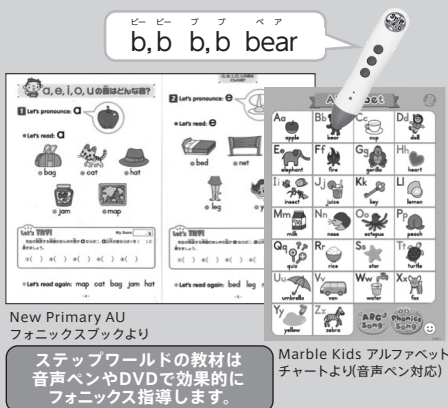 ビー ビー ブ ブ ベ ア
b, b b, b bear
a, e, i, o, uの音はどんな音?
1 Let's pronounce: a
Let's read: a
bag cat hat
jam map
Let's TRY!
My Score
Let's read again: map cat bag jam hat
2 Let's pronounce: e
Let's read: e
bed net
leg
Let's read again: bed leg
Alphabet
Aa apple Bb bear Cc cup Dd doll
Ee elephant Ff fire Gg gorilla Hh heart
Ii insect Jj juice Kk key Ll lemon
Mm milk Nn nose Oo octopus Pp peach
Qq quiz Rr rice Ss star Tt turtle
Uu umbrella Vv van Ww water Xx fox
Yy yellow Zz zebra ABC Song Phonics Song
New Primary AU
フォニックスブックより
Marble Kids アルファベット
チャートより(音声ペン対応)
ステップワールドの教材は
音声ペンやDVDで効果的に
フォニックス指導します。